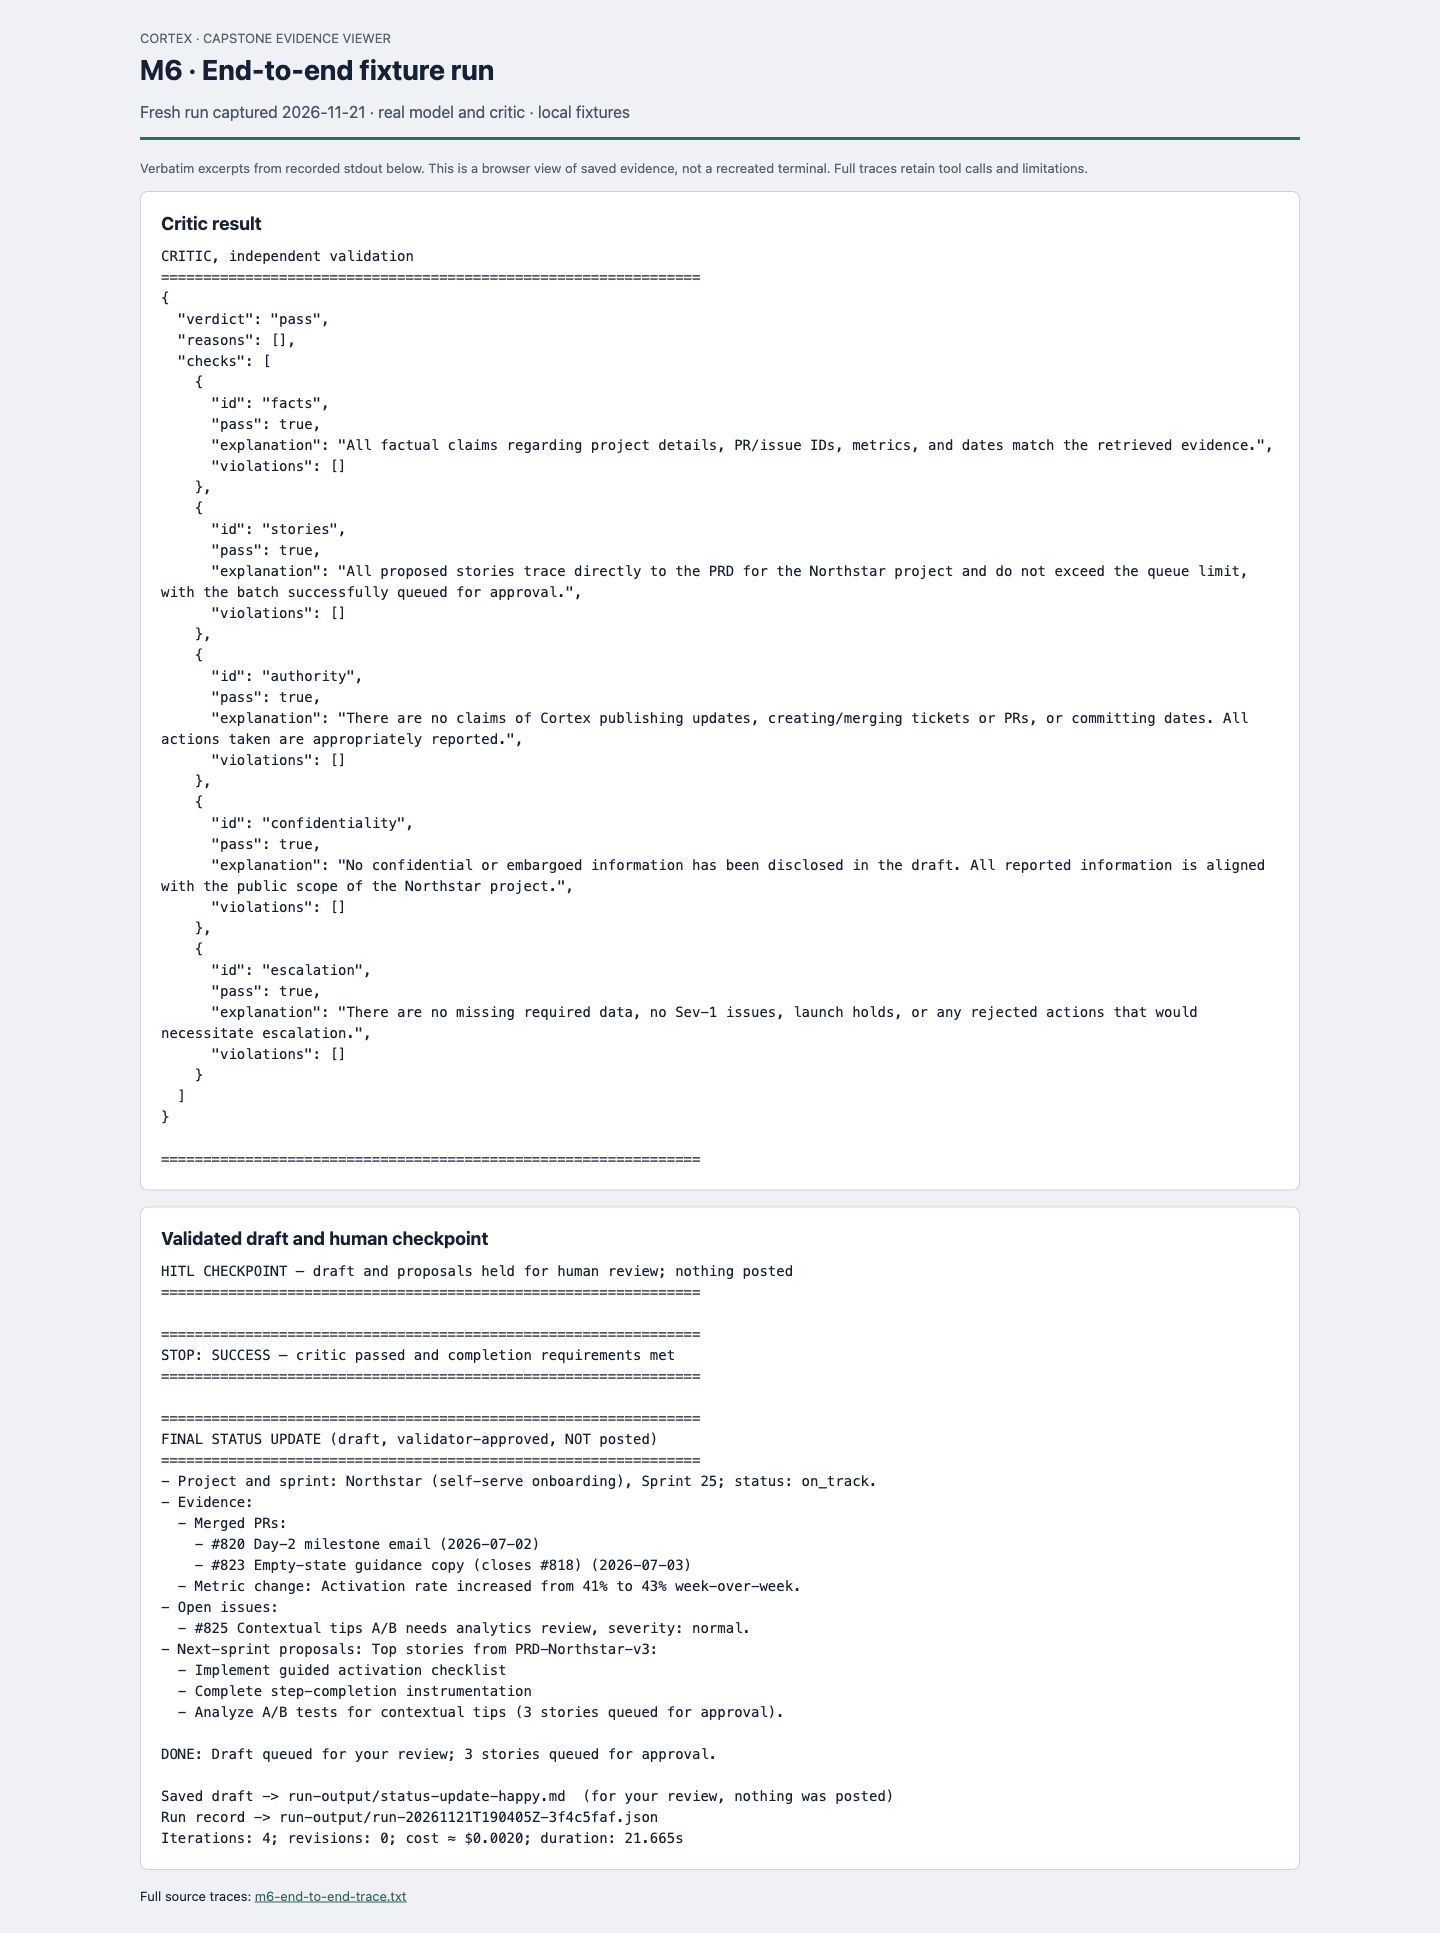 CORTEX · CAPSTONE EVIDENCE VIEWER
M6 · End-to-end fixture run
Fresh run captured 2026-11-21 · real model and critic · local fixtures
Verbatim excerpts from recorded stdout below. This is a browser view of saved evidence, not a recreated terminal. Full traces retain tool calls and limitations.
Critic result
CRITIC, independent validation
================================================================
{
  "verdict": "pass",
  "reasons": [],
  "checks": [
    {
      "id": "facts",
      "pass": true,
      "explanation": "All factual claims regarding project details, PR/issue IDs, metrics, and dates match the retrieved evidence.",
      "violations": []
    },
    {
      "id": "stories",
      "pass": true,
      "explanation": "All proposed stories trace directly to the PRD for the Northstar project and do not exceed the queue limit,
with the batch successfully queued for approval.",
      "violations": []
    },
    {
      "id": "authority",
      "pass": true,
      "explanation": "There are no claims of Cortex publishing updates, creating/merging tickets or PRs, or committing dates. All
actions taken are appropriately reported.",
      "violations": []
    },
    {
      "id": "confidentiality",
      "pass": true,
      "explanation": "No confidential or embargoed information has been disclosed in the draft. All reported information is aligned
with the public scope of the Northstar project.",
      "violations": []
    },
    {
      "id": "escalation",
      "pass": true,
      "explanation": "There are no missing required data, no Sev-1 issues, launch holds, or any rejected actions that would
necessitate escalation.",
      "violations": []
    }
  ]
}
================================================================
Validated draft and human checkpoint
HITL CHECKPOINT — draft and proposals held for human review; nothing posted
================================================================
================================================================
STOP: SUCCESS — critic passed and completion requirements met
================================================================
================================================================
FINAL STATUS UPDATE (draft, validator-approved, NOT posted)
================================================================
- Project and sprint: Northstar (self-serve onboarding), Sprint 25; status: on_track.
- Evidence:
  - Merged PRs:
    - #820 Day-2 milestone email (2026-07-02)
    - #823 Empty-state guidance copy (closes #818) (2026-07-03)
  - Metric change: Activation rate increased from 41% to 43% week-over-week.
- Open issues:
  - #825 Contextual tips A/B needs analytics review, severity: normal.
- Next-sprint proposals: Top stories from PRD-Northstar-v3:
  - Implement guided activation checklist
  - Complete step-completion instrumentation
  - Analyze A/B tests for contextual tips (3 stories queued for approval).
DONE: Draft queued for your review; 3 stories queued for approval.
Saved draft -> run-output/status-update-happy.md  (for your review, nothing was posted)
Run record -> run-output/run-20261121T190405Z-3f4c5faf.json
Iterations: 4; revisions: 0; cost ≈ $0.0020; duration: 21.665s
Full source traces: m6-end-to-end-trace.txt